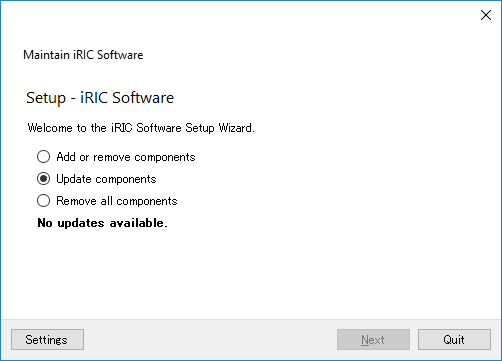 Maintain iRIC Software
Setup - iRIC Software
Welcome to the iRIC Software Setup Wizard.
Add or remove components
Update components
Remove all components
No updates available.
Settings
Next
Quit